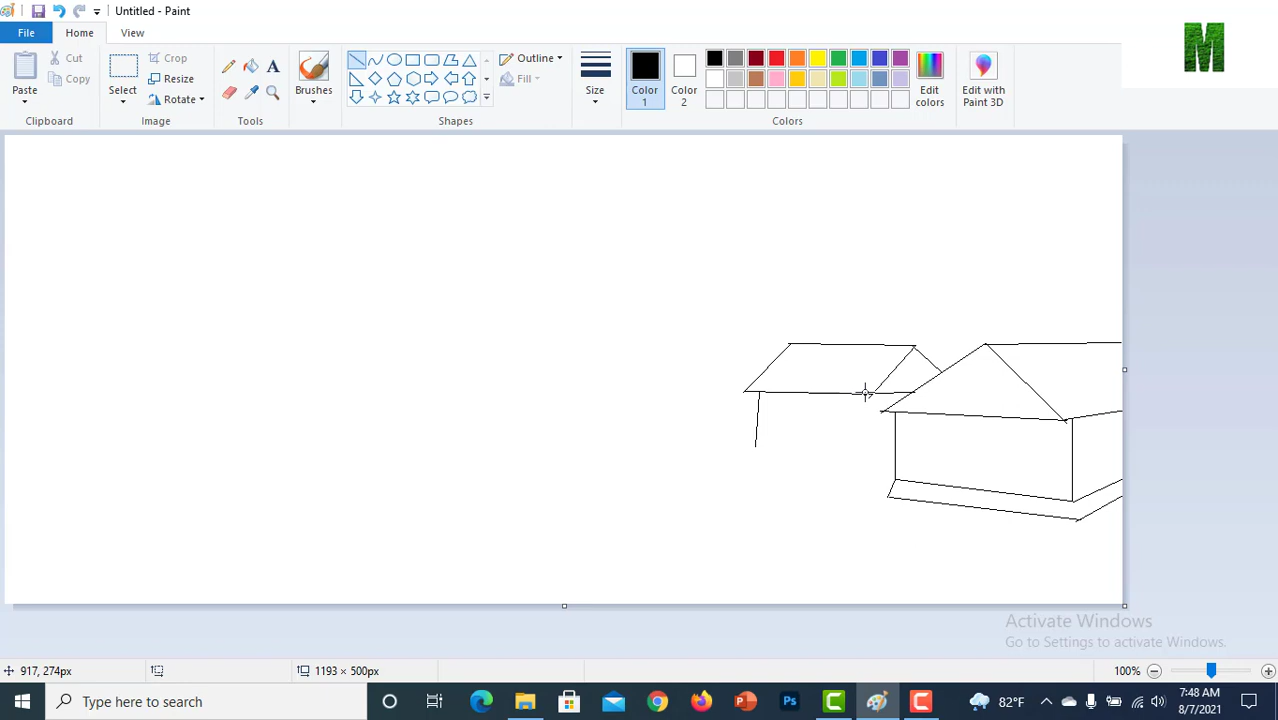 Untitled - Paint
File
Home
View
Paste
Cut
Copy
Clipboard
Select
Crop
Resize
Rotate
Image
A
Tools
Brushes
Outline
Fill
Shapes
Size
Color 1
Color 2
Edit colors
Edit with Paint 3D
Colors
M
Activate Windows
Go to Settings to activate Windows.
917, 274px
1193 × 500px
100%
Type here to search
P
Ps
C
C
82°F
7:48 AM
8/7/2021